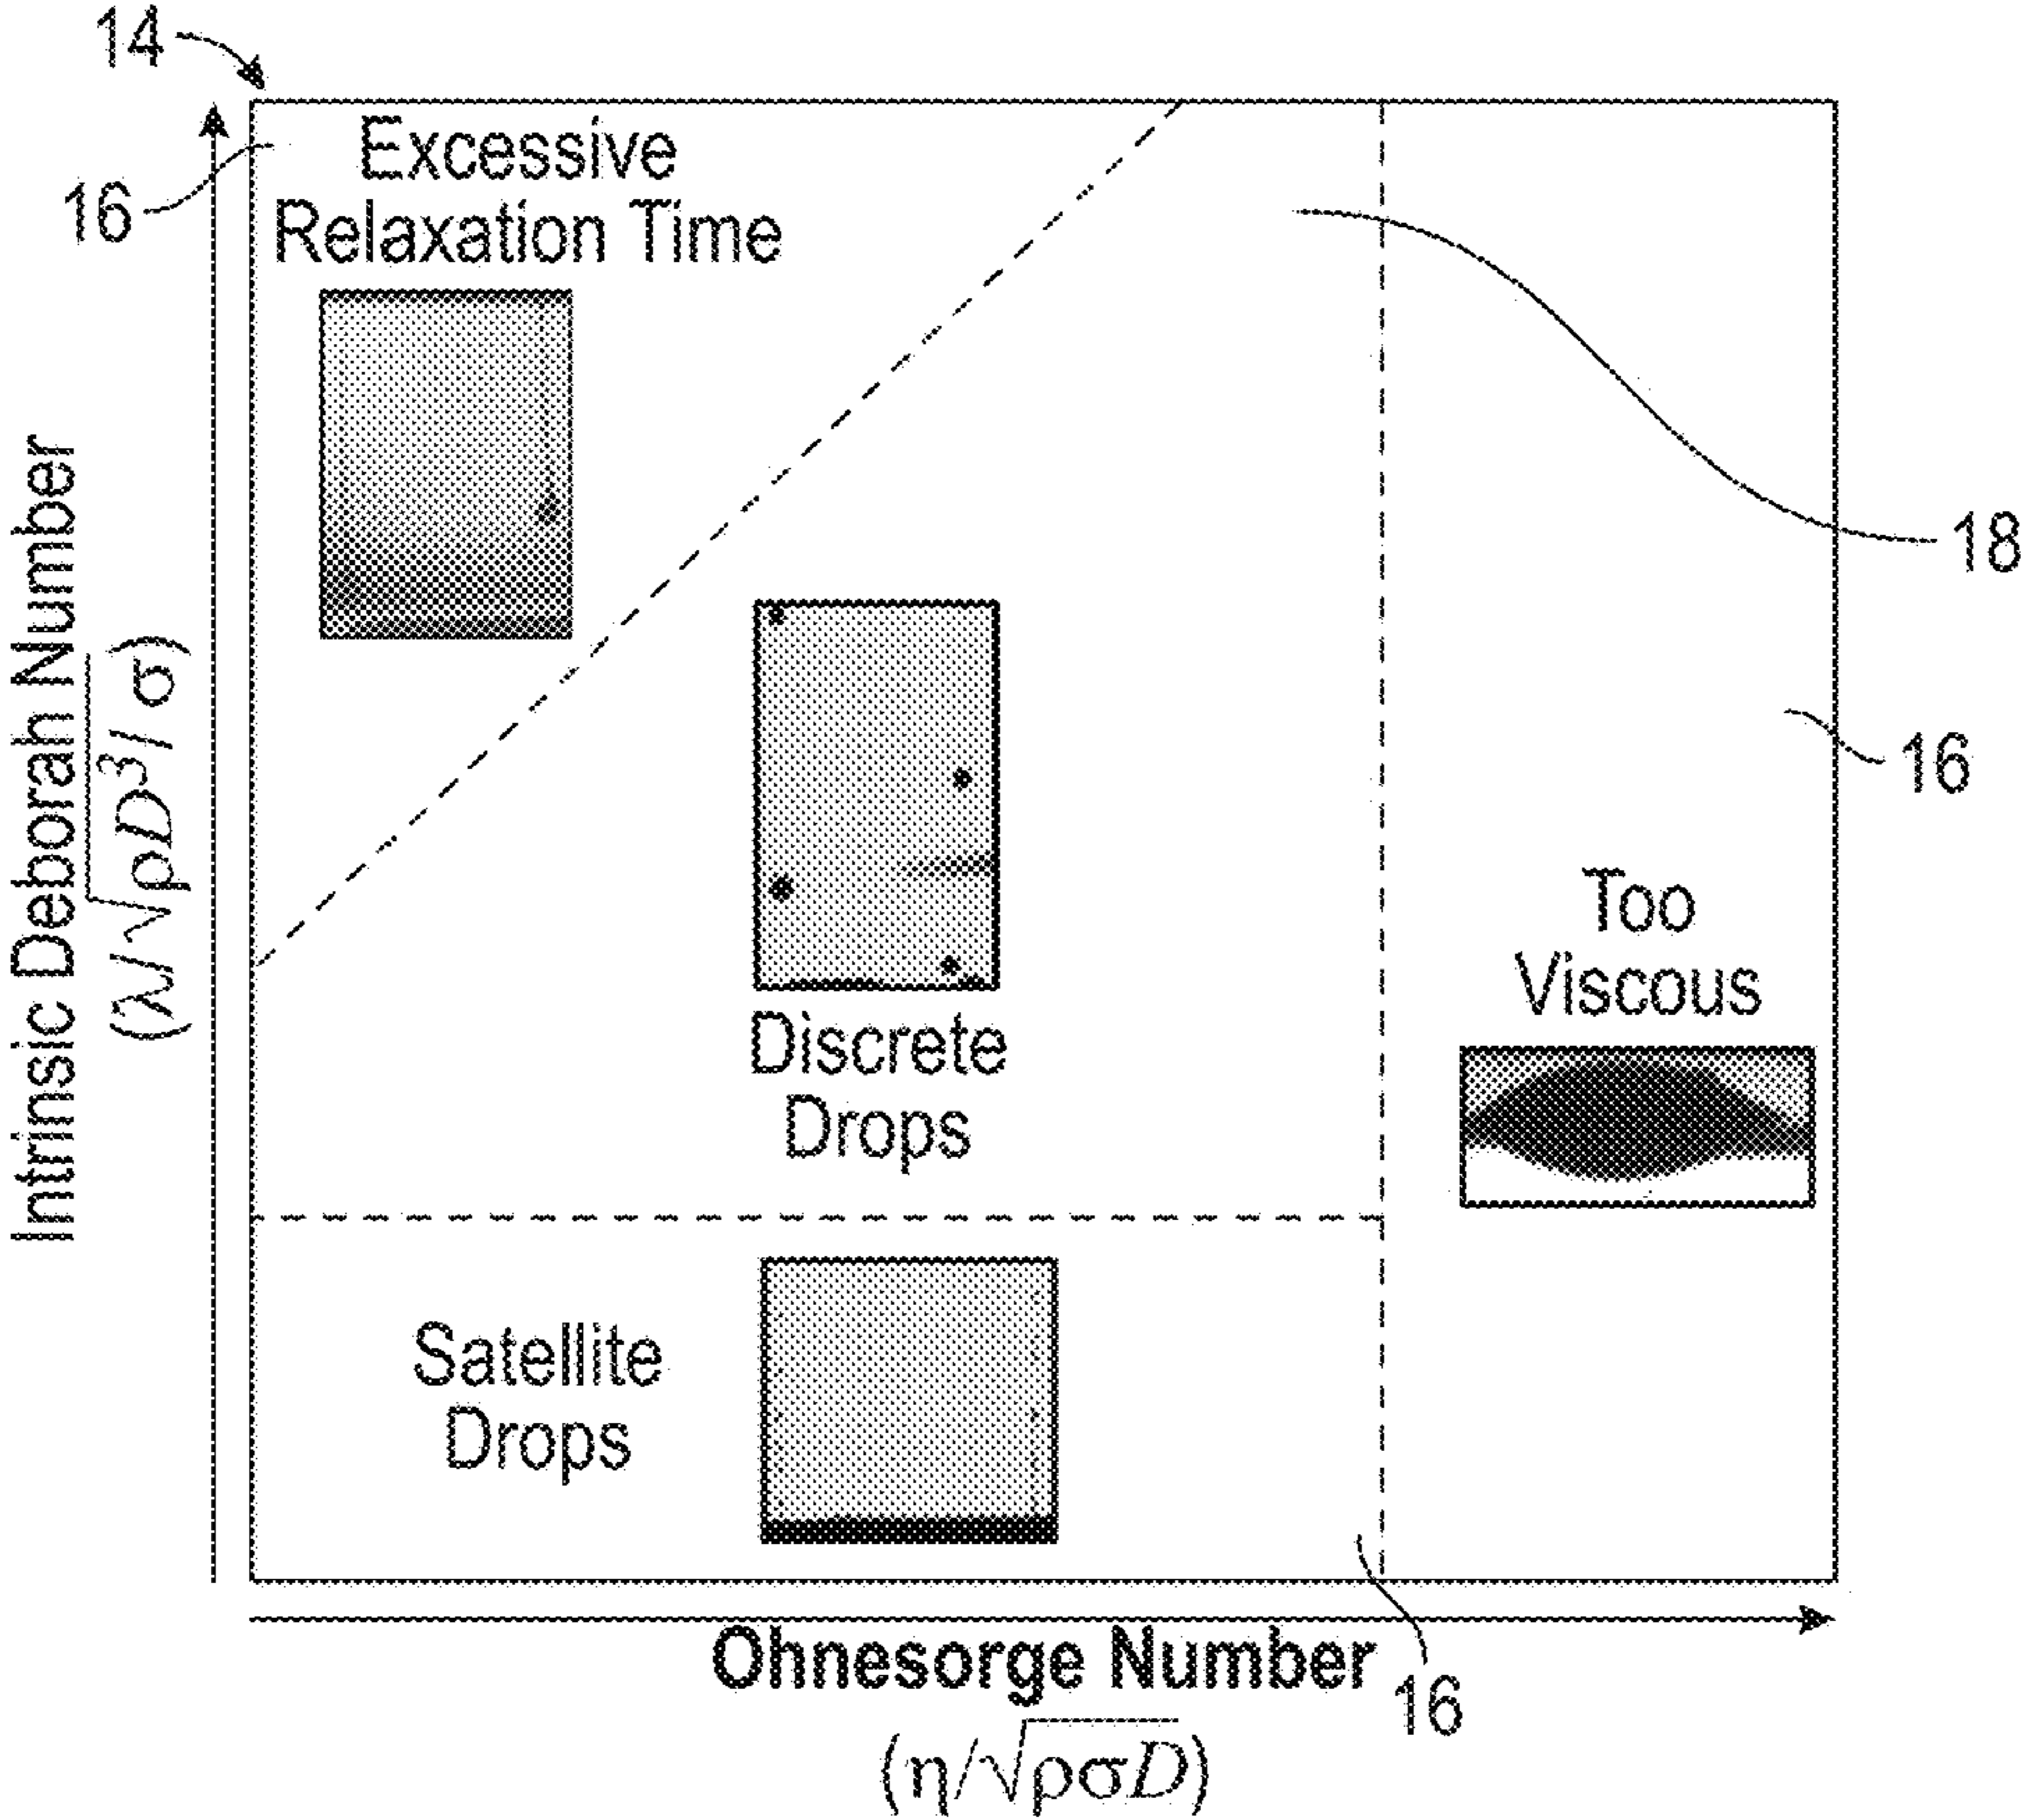 14
16
Excessive
Relaxation Time
18
16
Intrinsic Deborah Number
(λ/√ρD³/σ)
Discrete
Drops
Too
Viscous
Satellite
Drops
Ohnesorge Number
16
(η/√ρσD)